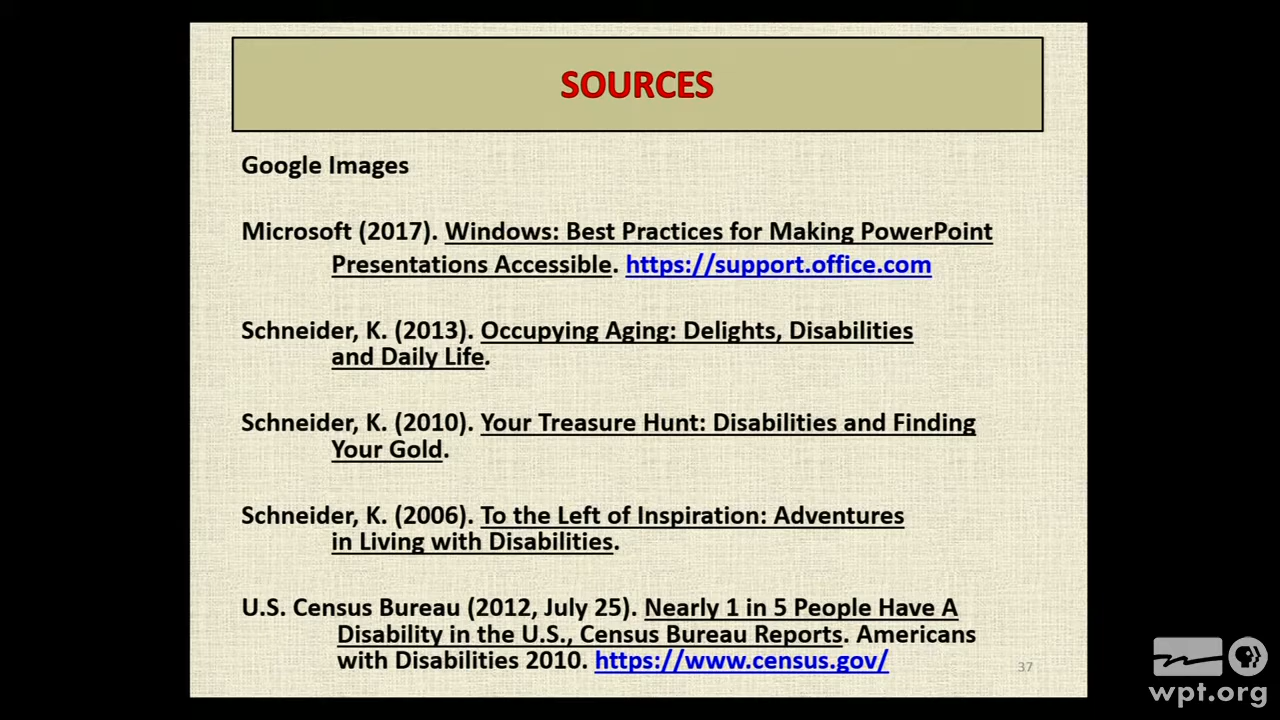 SOURCES
Google Images
Microsoft (2017). Windows: Best Practices for Making PowerPoint
Presentations Accessible. https://support.office.com
Schneider, K. (2013). Occupying Aging: Delights, Disabilities
and Daily Life.
Schneider, K. (2010). Your Treasure Hunt: Disabilities and Finding
Your Gold.
Schneider, K. (2006). To the Left of Inspiration: Adventures
in Living with Disabilities.
U.S. Census Bureau (2012, July 25). Nearly 1 in 5 People Have A
Disability in the U.S., Census Bureau Reports. Americans
with Disabilities 2010. https://www.census.gov/
37
wpt.org